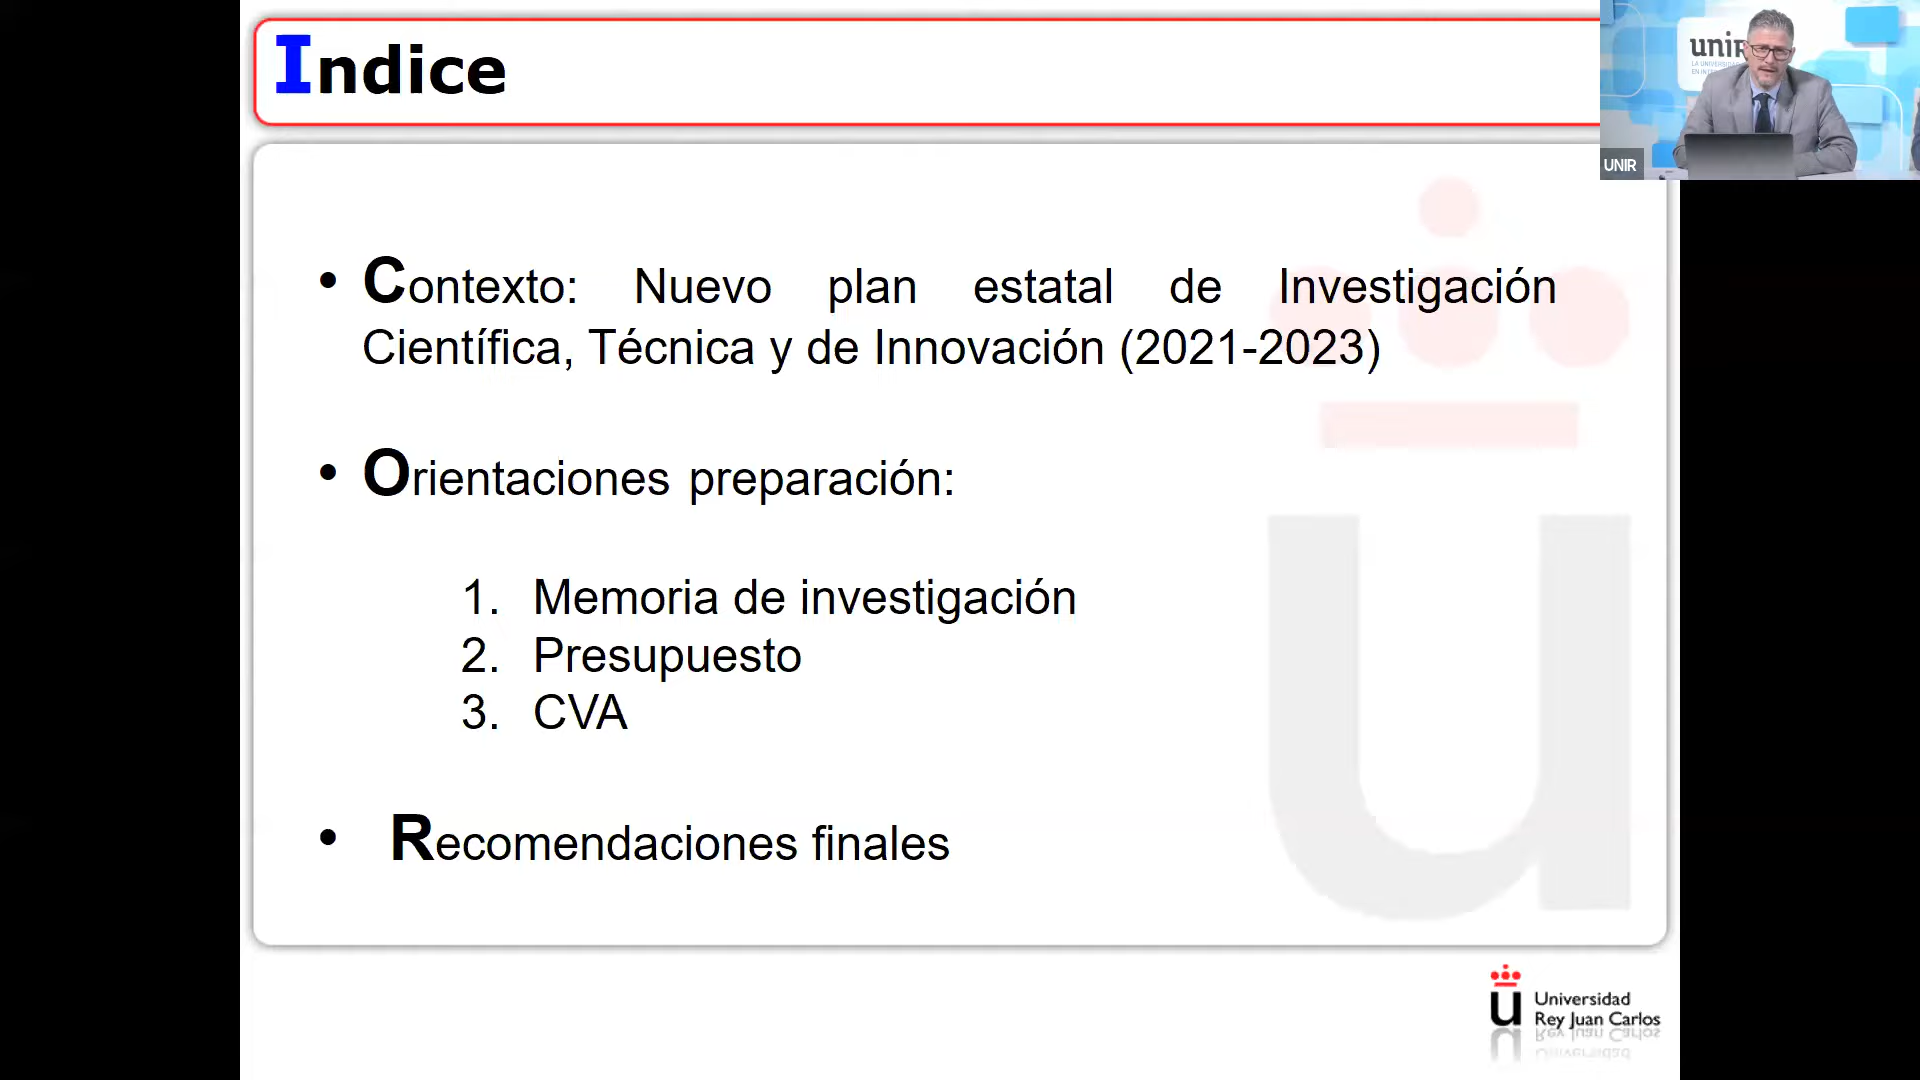 Indice
• Contexto: Nuevo plan estatal de Investigación
Científica, Técnica y de Innovación (2021-2023)
• Orientaciones preparación:
1. Memoria de investigación
2. Presupuesto
3. CVA
• Recomendaciones finales
Universidad
Rey Juan Carlos
unir
UNIR